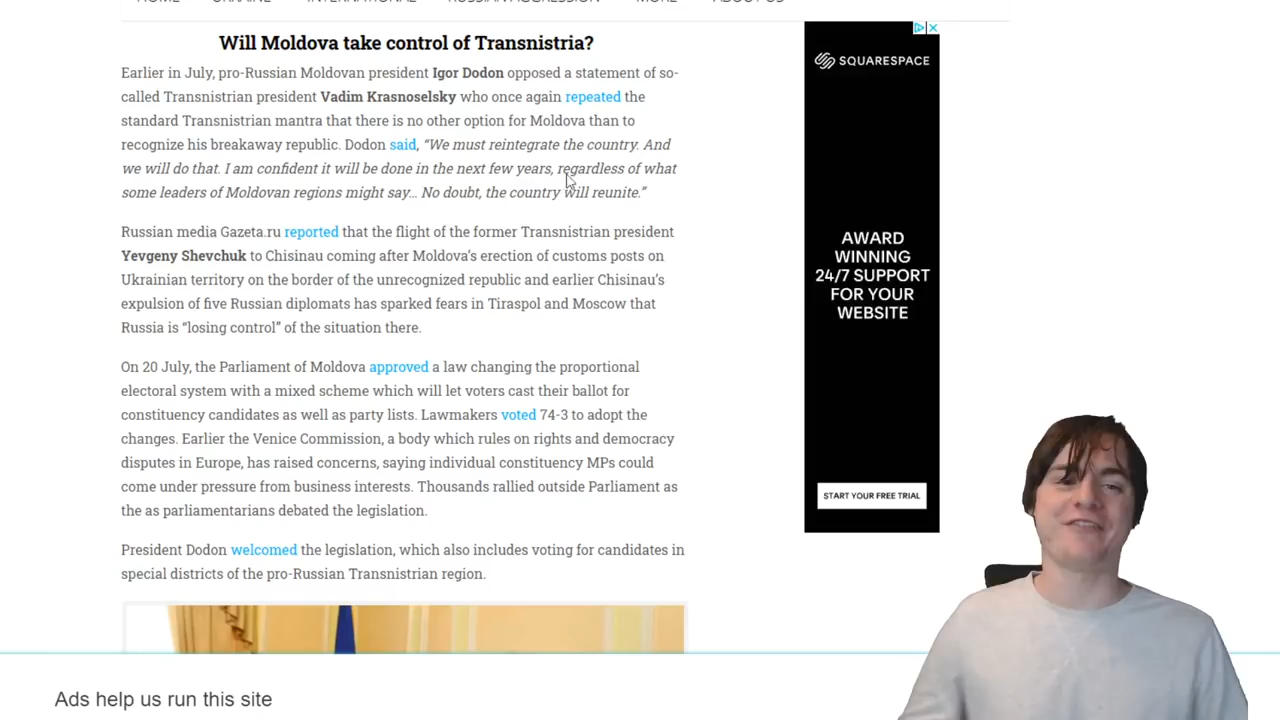 HOME UKRAINE INTERNATIONAL RUSSIAN AGGRESSION MORE ABOUT US
Will Moldova take control of Transnistria?
Earlier in July, pro-Russian Moldovan president Igor Dodon opposed a statement of so-
called Transnistrian president Vadim Krasnoselsky who once again repeated the
standard Transnistrian mantra that there is no other option for Moldova than to
recognize his breakaway republic. Dodon said, “We must reintegrate the country. And
we will do that. I am confident it will be done in the next few years, regardless of what
some leaders of Moldovan regions might say… No doubt, the country will reunite.”
Russian media Gazeta.ru reported that the flight of the former Transnistrian president
Yevgeny Shevchuk to Chisinau coming after Moldova’s erection of customs posts on
Ukrainian territory on the border of the unrecognized republic and earlier Chisinau’s
expulsion of five Russian diplomats has sparked fears in Tiraspol and Moscow that
Russia is “losing control” of the situation there.
On 20 July, the Parliament of Moldova approved a law changing the proportional
electoral system with a mixed scheme which will let voters cast their ballot for
constituency candidates as well as party lists. Lawmakers voted 74-3 to adopt the
changes. Earlier the Venice Commission, a body which rules on rights and democracy
disputes in Europe, has raised concerns, saying individual constituency MPs could
come under pressure from business interests. Thousands rallied outside Parliament as
the as parliamentarians debated the legislation.
President Dodon welcomed the legislation, which also includes voting for candidates in
special districts of the pro-Russian Transnistrian region.
SQUARESPACE
AWARD
WINNING
24/7 SUPPORT
FOR YOUR
WEBSITE
START YOUR FREE TRIAL
Ads help us run this site